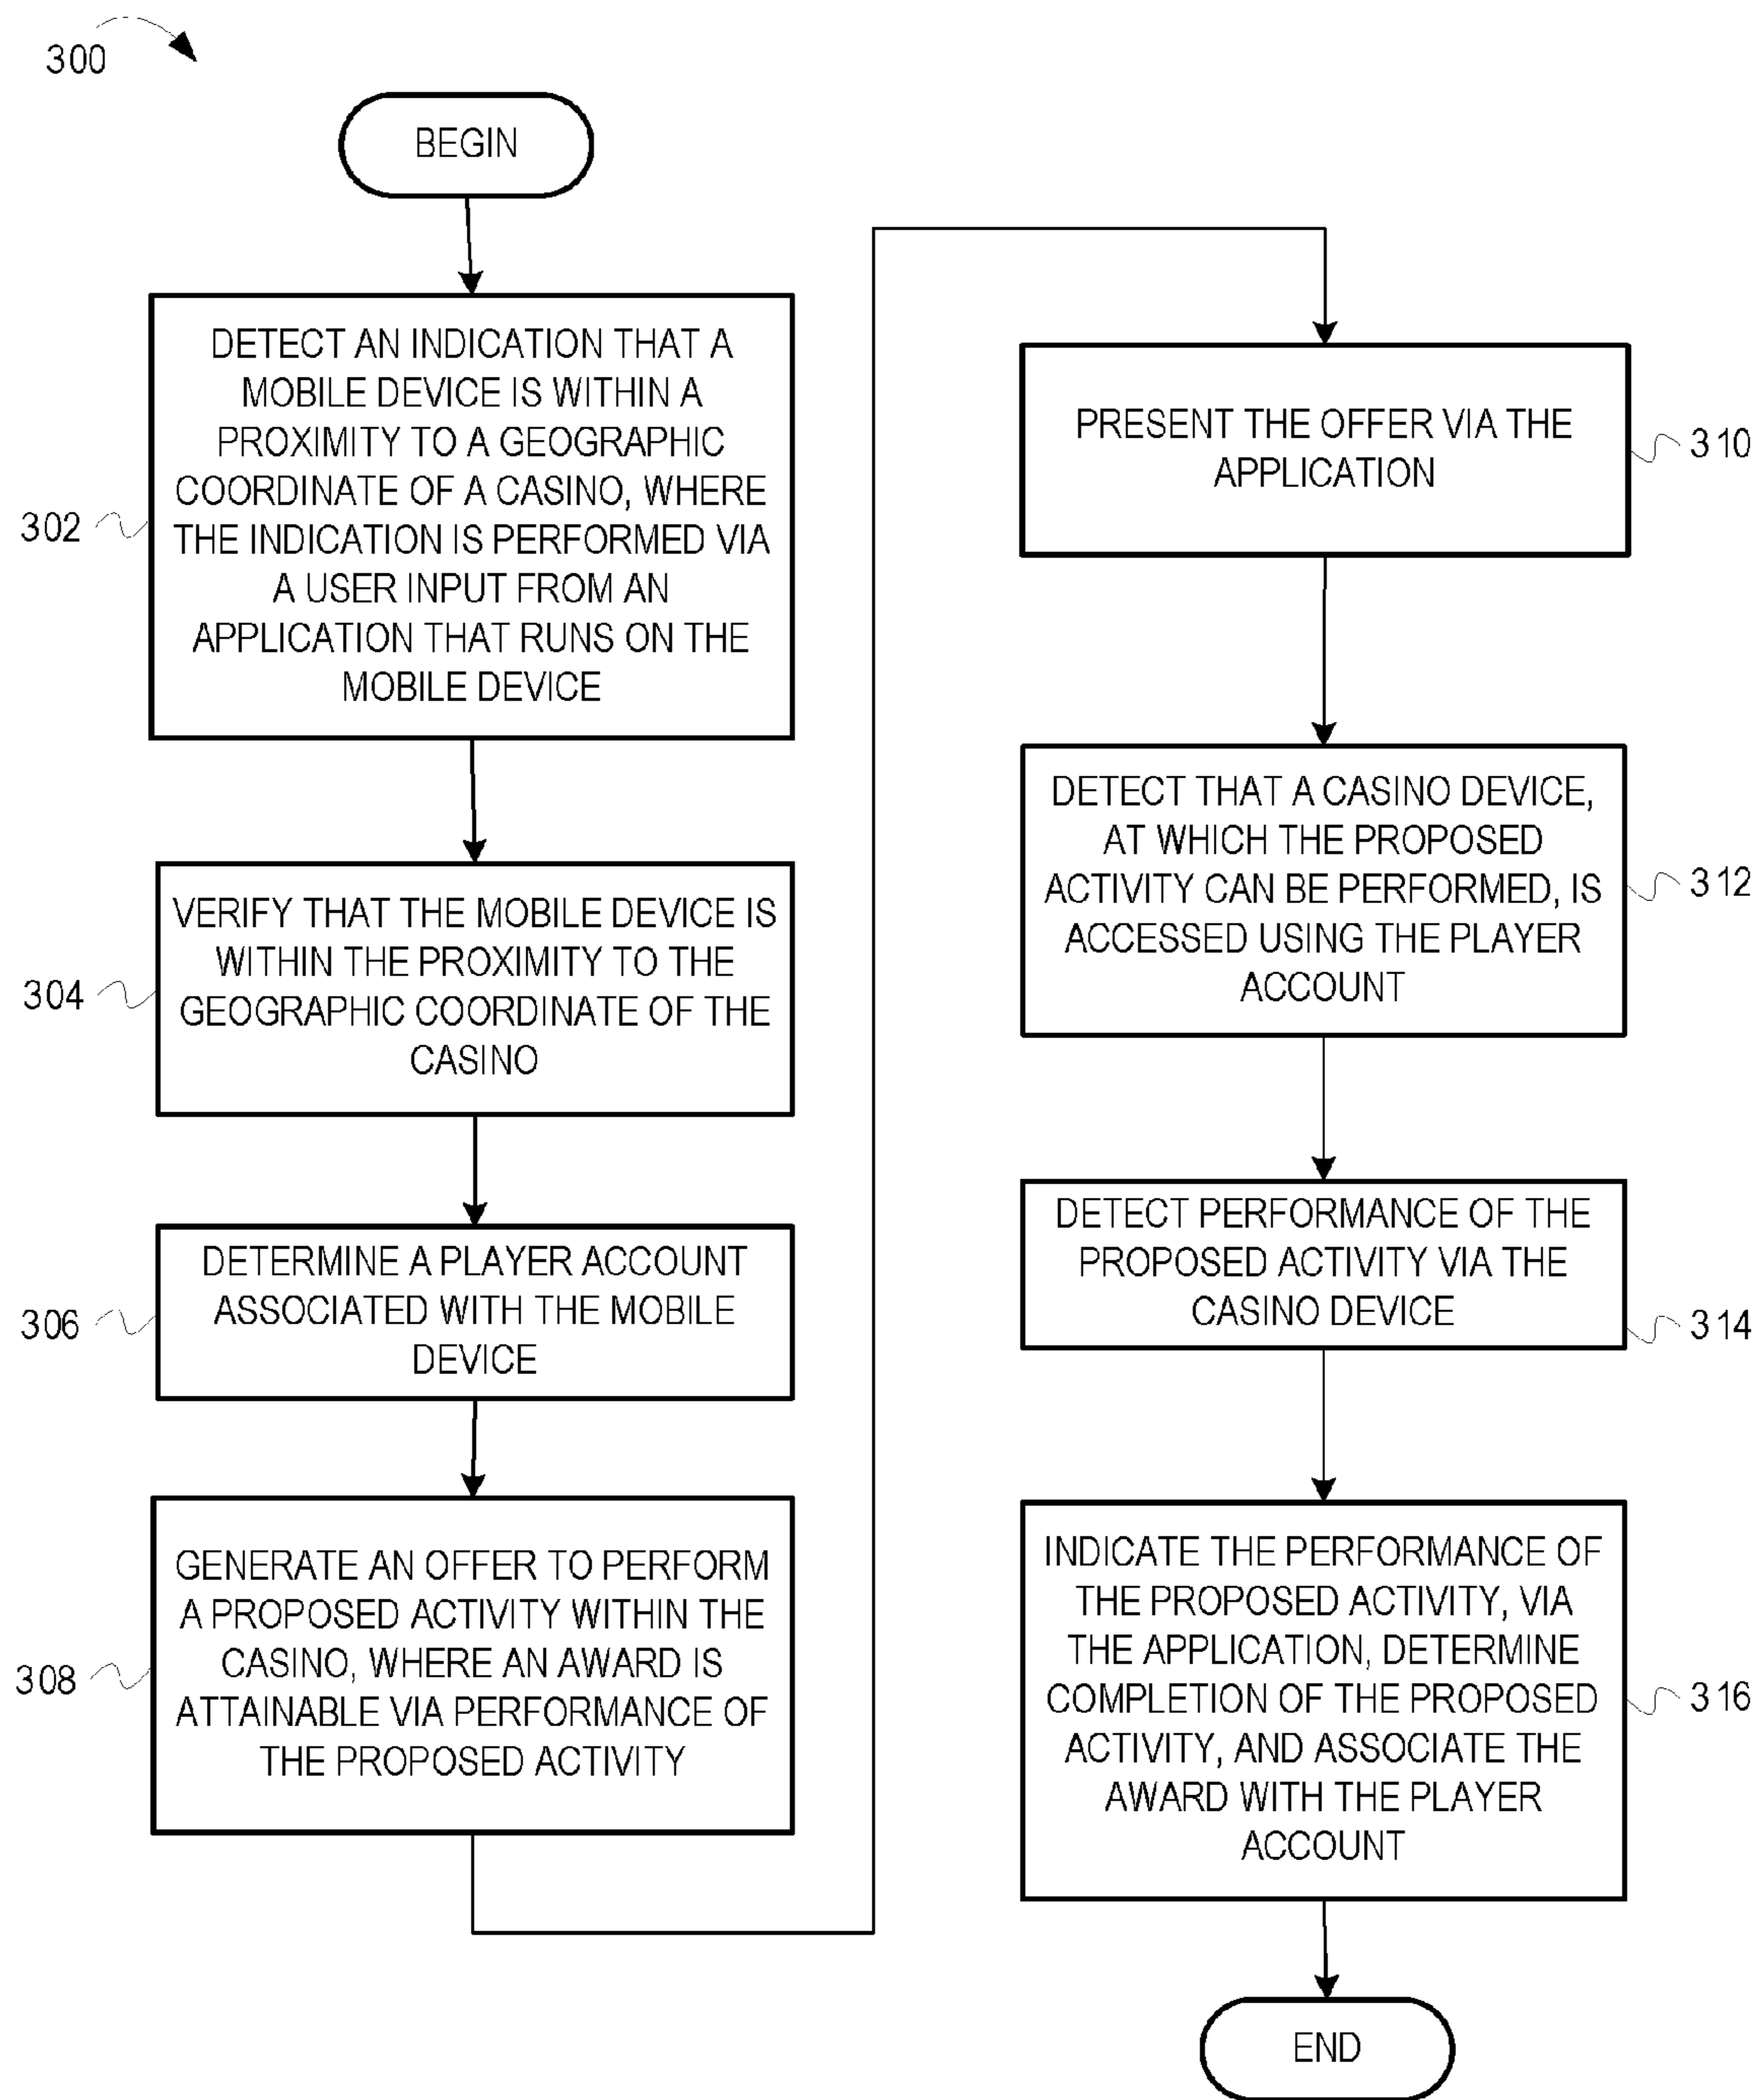 300
BEGIN
DETECT AN INDICATION THAT A
MOBILE DEVICE IS WITHIN A
PROXIMITY TO A GEOGRAPHIC
COORDINATE OF A CASINO, WHERE
THE INDICATION IS PERFORMED VIA
A USER INPUT FROM AN
APPLICATION THAT RUNS ON THE
MOBILE DEVICE
302
VERIFY THAT THE MOBILE DEVICE IS
WITHIN THE PROXIMITY TO THE
GEOGRAPHIC COORDINATE OF THE
CASINO
304
DETERMINE A PLAYER ACCOUNT
ASSOCIATED WITH THE MOBILE
DEVICE
306
GENERATE AN OFFER TO PERFORM
A PROPOSED ACTIVITY WITHIN THE
CASINO, WHERE AN AWARD IS
ATTAINABLE VIA PERFORMANCE OF
THE PROPOSED ACTIVITY
308
PRESENT THE OFFER VIA THE
APPLICATION
310
DETECT THAT A CASINO DEVICE,
AT WHICH THE PROPOSED
ACTIVITY CAN BE PERFORMED, IS
ACCESSED USING THE PLAYER
ACCOUNT
312
DETECT PERFORMANCE OF THE
PROPOSED ACTIVITY VIA THE
CASINO DEVICE
314
INDICATE THE PERFORMANCE OF
THE PROPOSED ACTIVITY, VIA
THE APPLICATION, DETERMINE
COMPLETION OF THE PROPOSED
ACTIVITY, AND ASSOCIATE THE
AWARD WITH THE PLAYER
ACCOUNT
316
END